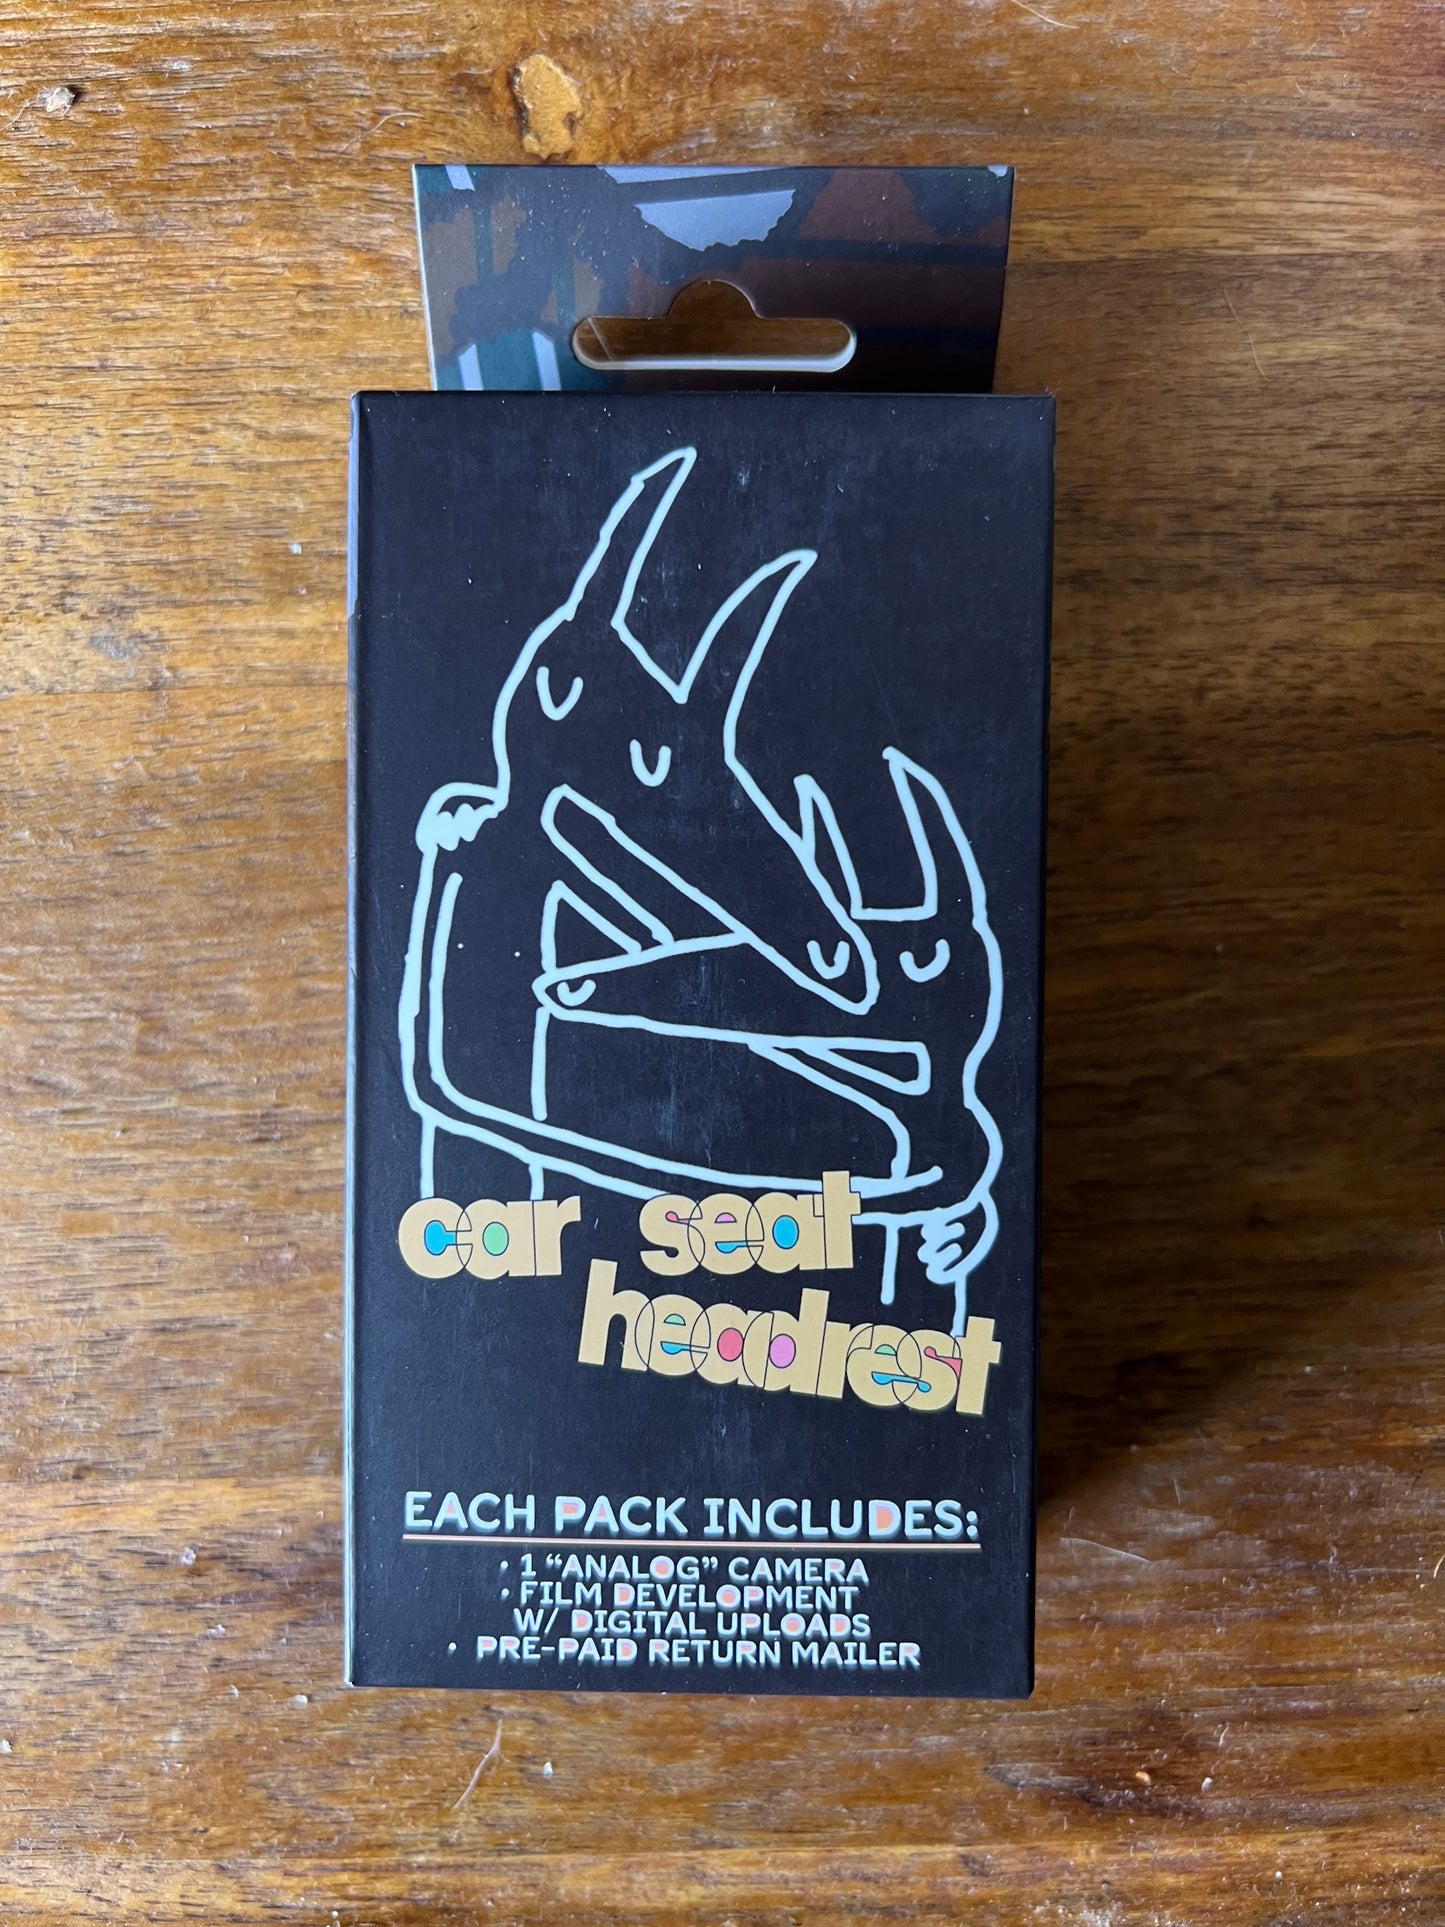 car seat
headrest
EACH PACK INCLUDES:
• 1 “ANALOG” CAMERA
• FILM DEVELOPMENT
W/ DIGITAL UPLOADS
• PRE-PAID RETURN MAILER